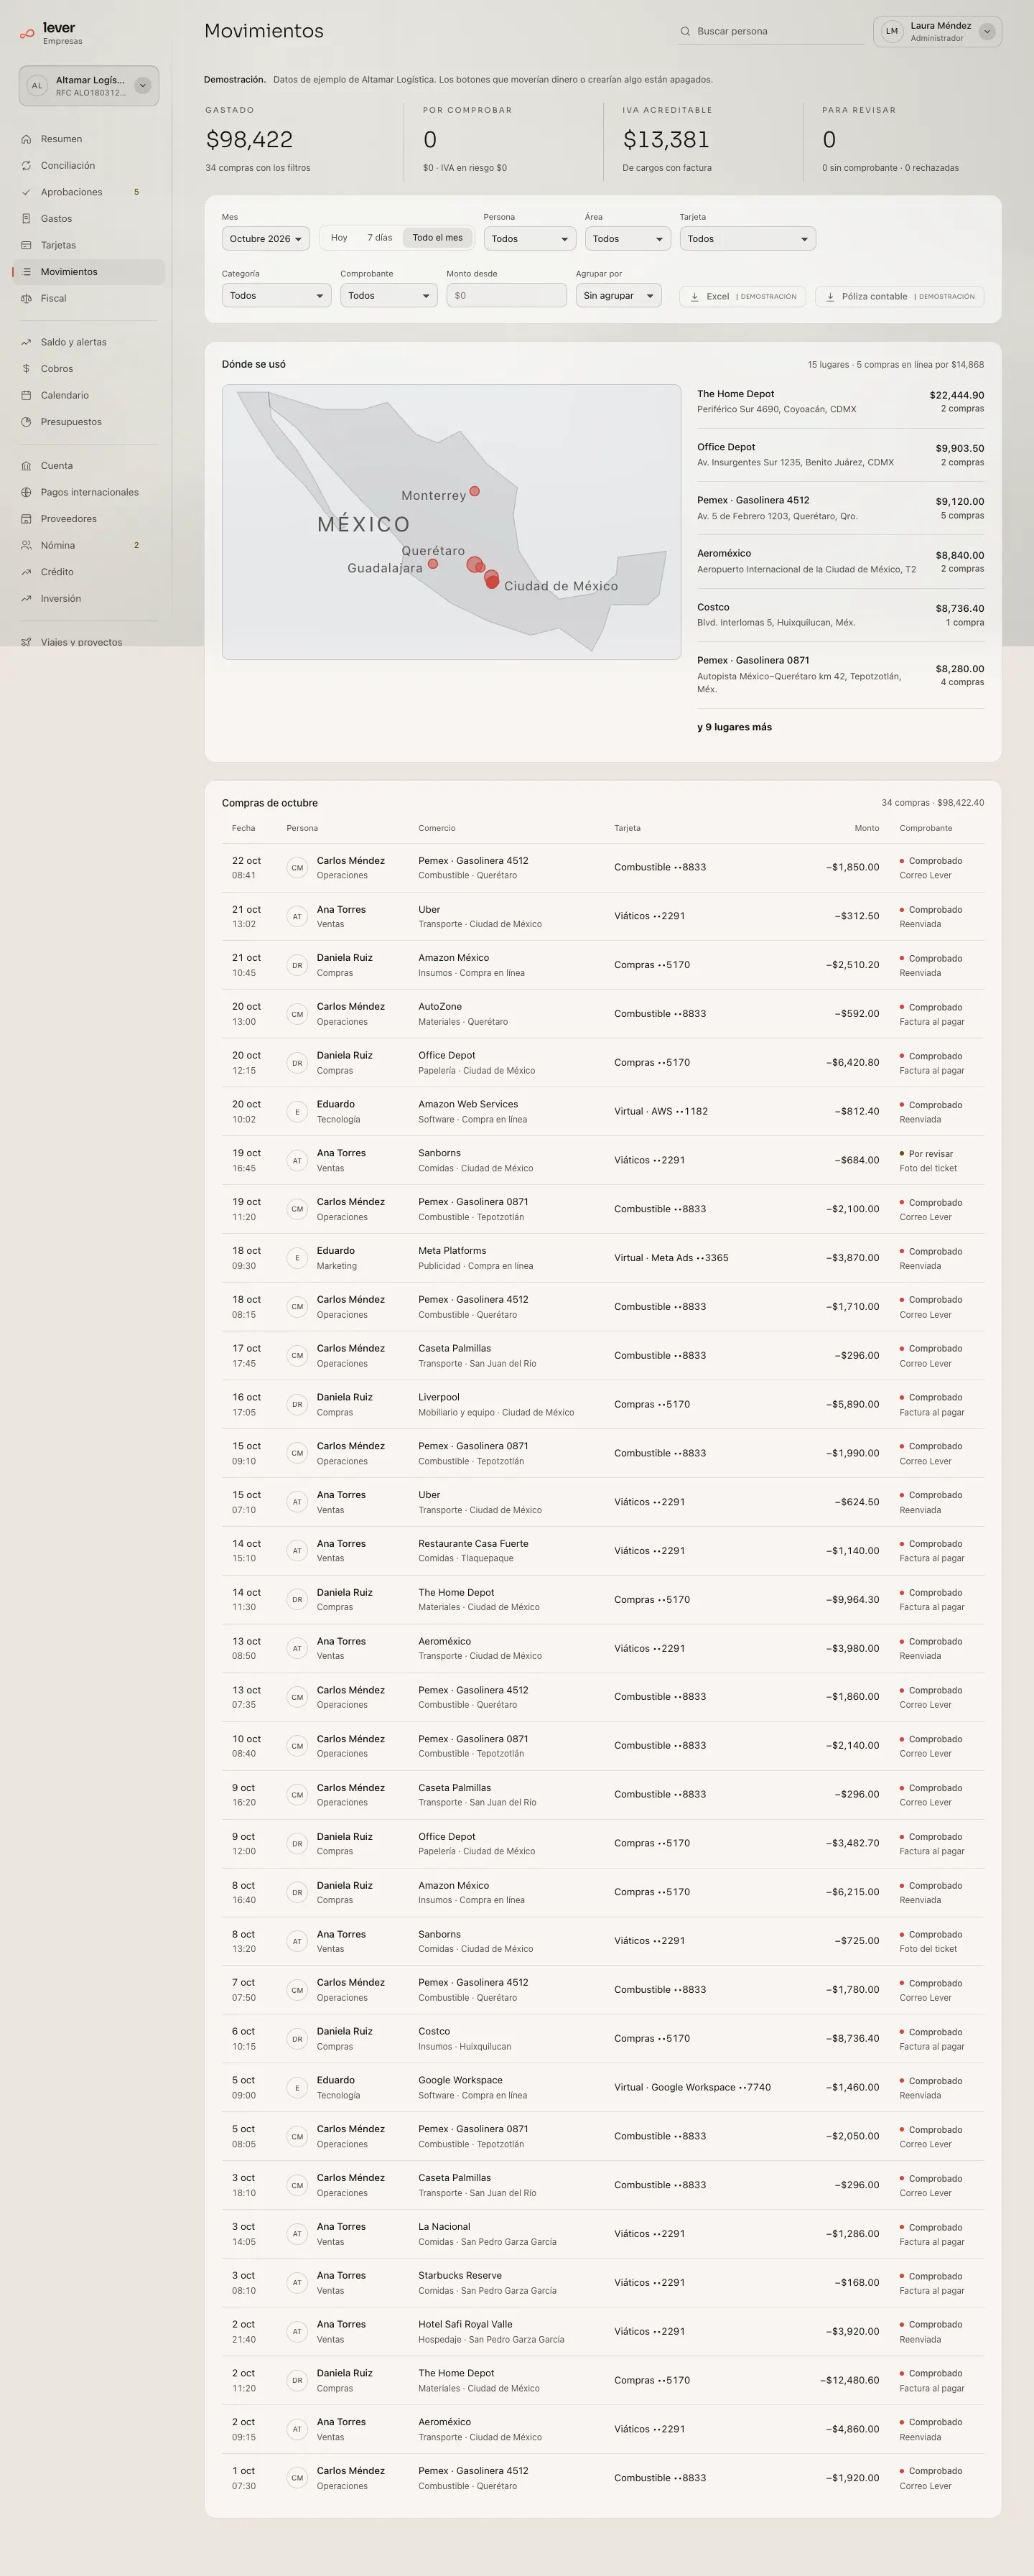 lever
Empresas
Altamar Logís...
RFC ALO180312...
AL
Resumen
Conciliación
Aprobaciones 5
Gastos
Tarjetas
Movimientos
Fiscal
Saldo y alertas
Cobros
Calendario
Presupuestos
Cuenta
Pagos internacionales
Proveedores
Nómina 2
Crédito
Inversión
Viajes y proyectos
Movimientos
Buscar persona
LM
Laura Méndez
Administrador
Demostración. Datos de ejemplo de Altamar Logística. Los botones que moverían dinero o crearían algo están apagados.
GASTADO
$98,422
34 compras con los filtros
POR COMPROBAR
0
$0 · IVA en riesgo $0
IVA ACREDITABLE
$13,381
De cargos con factura
PARA REVISAR
0
0 sin comprobante · 0 rechazadas
Mes
Octubre 2026
Hoy 7 días Todo el mes
Persona
Todos
Área
Todos
Tarjeta
Todos
Categoría
Todos
Comprobante
Todos
Monto desde
$0
Agrupar por
Sin agrupar
Excel | DEMOSTRACIÓN
Póliza contable | DEMOSTRACIÓN
Dónde se usó
15 lugares · 5 compras en línea por $14,868
MÉXICO
Monterrey
Querétaro
Guadalajara
Ciudad de México
The Home Depot $22,444.90
Periférico Sur 4690, Coyoacán, CDMX 2 compras
Office Depot $9,903.50
Av. Insurgentes Sur 1235, Benito Juárez, CDMX 2 compras
Pemex · Gasolinera 4512 $9,120.00
Av. 5 de Febrero 1203, Querétaro, Qro. 5 compras
Aeroméxico $8,840.00
Aeropuerto Internacional de la Ciudad de México, T2 2 compras
Costco $8,736.40
Blvd. Interlomas 5, Huixquilucan, Méx. 1 compra
Pemex · Gasolinera 0871 $8,280.00
Autopista México–Querétaro km 42, Tepotzotlán, 4 compras
Méx.
y 9 lugares más
Compras de octubre 34 compras · $98,422.40
Fecha Persona Comercio Tarjeta Monto Comprobante
22 oct Carlos Méndez Pemex · Gasolinera 4512 Comprobado
CM Combustible ••8833 −$1,850.00
08:41 Operaciones Combustible · Querétaro Correo Lever
21 oct Ana Torres Uber Comprobado
AT Viáticos ••2291 −$312.50
13:02 Ventas Transporte · Ciudad de México Reenviada
21 oct Daniela Ruiz Amazon México Comprobado
DR Compras ••5170 −$2,510.20
10:45 Compras Insumos · Compra en línea Reenviada
20 oct Carlos Méndez AutoZone Comprobado
CM Combustible ••8833 −$592.00
13:00 Operaciones Materiales · Querétaro Factura al pagar
20 oct Daniela Ruiz Office Depot Comprobado
DR Compras ••5170 −$6,420.80
12:15 Compras Papelería · Ciudad de México Factura al pagar
20 oct Eduardo Amazon Web Services Comprobado
E Virtual · AWS ••1182 −$812.40
10:02 Tecnología Software · Compra en línea Reenviada
19 oct Ana Torres Sanborns Por revisar
AT Viáticos ••2291 −$684.00
16:45 Ventas Comidas · Ciudad de México Foto del ticket
19 oct Carlos Méndez Pemex · Gasolinera 0871 Comprobado
CM Combustible ••8833 −$2,100.00
11:20 Operaciones Combustible · Tepotzotlán Correo Lever
18 oct Eduardo Meta Platforms Comprobado
E Virtual · Meta Ads ••3365 −$3,870.00
09:30 Marketing Publicidad · Compra en línea Reenviada
18 oct Carlos Méndez Pemex · Gasolinera 4512 Comprobado
CM Combustible ••8833 −$1,710.00
08:15 Operaciones Combustible · Querétaro Correo Lever
17 oct Carlos Méndez Caseta Palmillas Comprobado
CM Combustible ••8833 −$296.00
17:45 Operaciones Transporte · San Juan del Río Correo Lever
16 oct Daniela Ruiz Liverpool Comprobado
DR Compras ••5170 −$5,890.00
17:05 Compras Mobiliario y equipo · Ciudad de México Factura al pagar
15 oct Carlos Méndez Pemex · Gasolinera 0871 Comprobado
CM Combustible ••8833 −$1,990.00
09:10 Operaciones Combustible · Tepotzotlán Correo Lever
15 oct Ana Torres Uber Comprobado
AT Viáticos ••2291 −$624.50
07:10 Ventas Transporte · Ciudad de México Reenviada
14 oct Ana Torres Restaurante Casa Fuerte Comprobado
AT Viáticos ••2291 −$1,140.00
15:10 Ventas Comidas · Tlaquepaque Factura al pagar
14 oct Daniela Ruiz The Home Depot Comprobado
DR Compras ••5170 −$9,964.30
11:30 Compras Materiales · Ciudad de México Factura al pagar
13 oct Ana Torres Aeroméxico Comprobado
AT Viáticos ••2291 −$3,980.00
08:50 Ventas Transporte · Ciudad de México Reenviada
13 oct Carlos Méndez Pemex · Gasolinera 4512 Comprobado
CM Combustible ••8833 −$1,860.00
07:35 Operaciones Combustible · Querétaro Correo Lever
10 oct Carlos Méndez Pemex · Gasolinera 0871 Comprobado
CM Combustible ••8833 −$2,140.00
08:40 Operaciones Combustible · Tepotzotlán Correo Lever
9 oct Carlos Méndez Caseta Palmillas Comprobado
CM Combustible ••8833 −$296.00
16:20 Operaciones Transporte · San Juan del Río Correo Lever
9 oct Daniela Ruiz Office Depot Comprobado
DR Compras ••5170 −$3,482.70
12:00 Compras Papelería · Ciudad de México Factura al pagar
8 oct Daniela Ruiz Amazon México Comprobado
DR Compras ••5170 −$6,215.00
16:40 Compras Insumos · Compra en línea Reenviada
8 oct Ana Torres Sanborns Comprobado
AT Viáticos ••2291 −$725.00
13:20 Ventas Comidas · Ciudad de México Foto del ticket
7 oct Carlos Méndez Pemex · Gasolinera 4512 Comprobado
CM Combustible ••8833 −$1,780.00
07:50 Operaciones Combustible · Querétaro Correo Lever
6 oct Daniela Ruiz Costco Comprobado
DR Compras ••5170 −$8,736.40
10:15 Compras Insumos · Huixquilucan Factura al pagar
5 oct Eduardo Google Workspace Comprobado
E Virtual · Google Workspace ••7740 −$1,460.00
09:00 Tecnología Software · Compra en línea Reenviada
5 oct Carlos Méndez Pemex · Gasolinera 0871 Comprobado
CM Combustible ••8833 −$2,050.00
08:05 Operaciones Combustible · Tepotzotlán Correo Lever
3 oct Carlos Méndez Caseta Palmillas Comprobado
CM Combustible ••8833 −$296.00
18:10 Operaciones Transporte · San Juan del Río Correo Lever
3 oct Ana Torres La Nacional Comprobado
AT Viáticos ••2291 −$1,286.00
14:05 Ventas Comidas · San Pedro Garza García Factura al pagar
3 oct Ana Torres Starbucks Reserve Comprobado
AT Viáticos ••2291 −$168.00
08:10 Ventas Comidas · San Pedro Garza García Factura al pagar
2 oct Ana Torres Hotel Safi Royal Valle Comprobado
AT Viáticos ••2291 −$3,920.00
21:40 Ventas Hospedaje · San Pedro Garza García Reenviada
2 oct Daniela Ruiz The Home Depot Comprobado
DR Compras ••5170 −$12,480.60
11:20 Compras Materiales · Ciudad de México Factura al pagar
2 oct Ana Torres Aeroméxico Comprobado
AT Viáticos ••2291 −$4,860.00
09:15 Ventas Transporte · Ciudad de México Reenviada
1 oct Carlos Méndez Pemex · Gasolinera 4512 Comprobado
CM Combustible ••8833 −$1,920.00
07:30 Operaciones Combustible · Querétaro Correo Lever